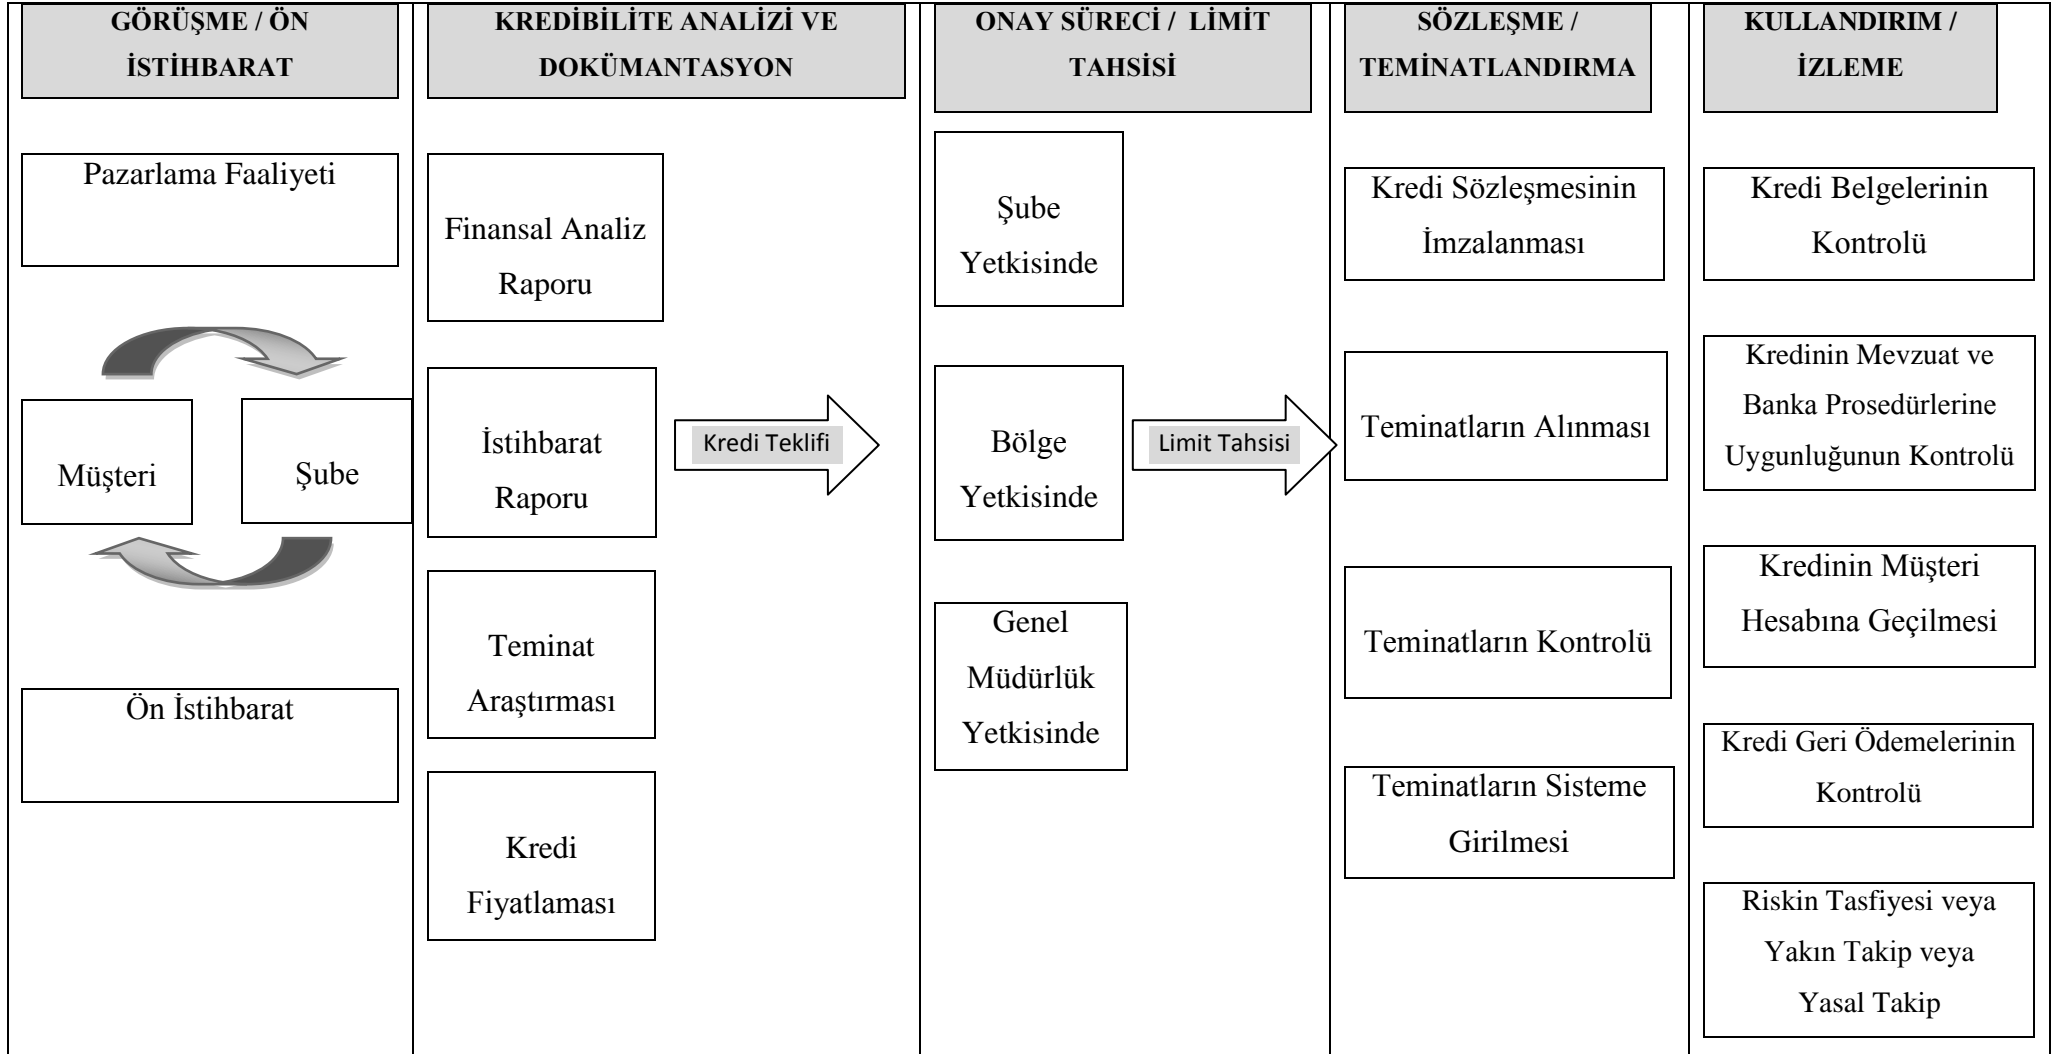 GÖRÜŞME / ÖN
İSTİHBARAT
Pazarlama Faaliyeti
Müşteri
Şube
Ön İstihbarat
KREDİBİLİTE ANALİZİ VE
DOKÜMANTASYON
Finansal Analiz
Raporu
İstihbarat
Raporu
Teminat
Araştırması
Kredi
Fiyatlaması
Kredi Teklifi
ONAY SÜRECİ / LİMİT
TAHSİSİ
Şube
Yetkisinde
Bölge
Yetkisinde
Genel
Müdürlük
Yetkisinde
Limit Tahsisi
SÖZLEŞME /
TEMİNATLANDIRMA
Kredi Sözleşmesinin
İmzalanması
Teminatların Alınması
Teminatların Kontrolü
Teminatların Sisteme
Girilmesi
KULLANDIRIM /
İZLEME
Kredi Belgelerinin
Kontrolü
Kredinin Mevzuat ve
Banka Prosedürlerine
Uygunluğunun Kontrolü
Kredinin Müşteri
Hesabına Geçilmesi
Kredi Geri Ödemelerinin
Kontrolü
Riskin Tasfiyesi veya
Yakın Takip veya
Yasal Takip